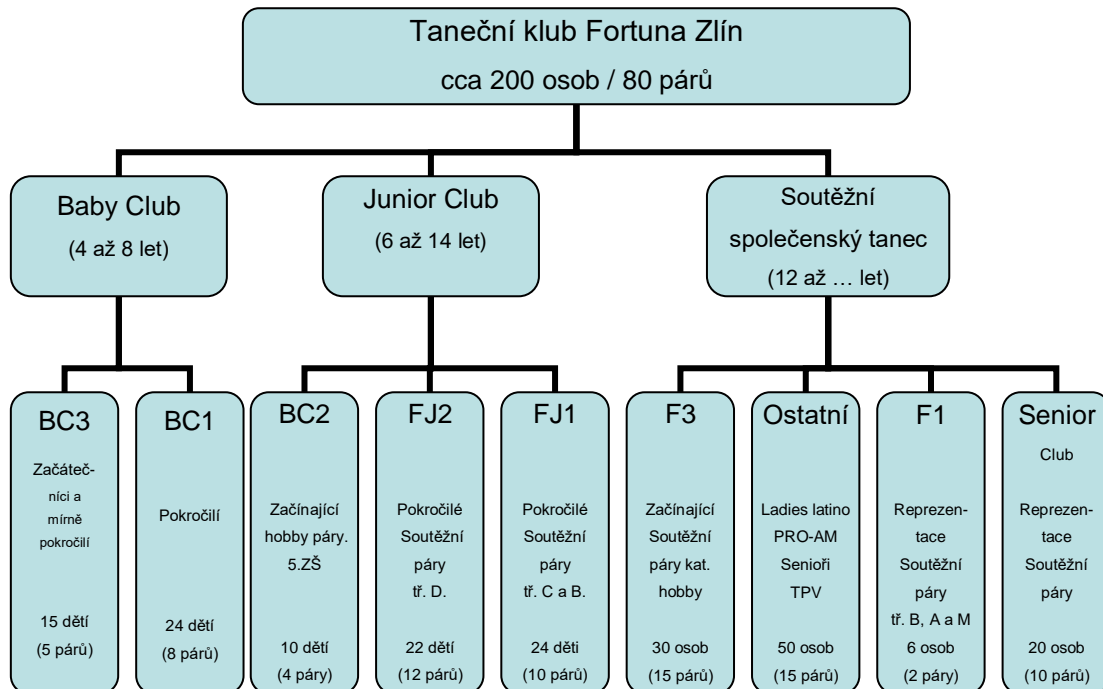 Taneční klub Fortuna Zlín
cca 200 osob / 80 párů
Baby Club
(4 až 8 let)
Junior Club
(6 až 14 let)
Soutěžní
společenský tanec
(12 až … let)
BC3
Začáteč-
níci a
mírně
pokročilí
15 dětí
(5 párů)
BC1
Pokročilí
24 dětí
(8 párů)
BC2
Začínající
hobby páry.
5.ZŠ
10 dětí
(4 páry)
FJ2
Pokročilé
Soutěžní
páry
tř. D.
22 dětí
(12 párů)
FJ1
Pokročilé
Soutěžní
páry
tř. C a B.
24 děti
(10 párů)
F3
Začínající
Soutěžní
páry kat.
hobby
30 osob
(15 párů)
Ostatní
Ladies latino
PRO-AM
Senioři
TPV
50 osob
(15 párů)
F1
Reprezen-
tace
Soutěžní
páry
tř. B, A a M
6 osob
(2 páry)
Senior
Club
Reprezen-
tace
Soutěžní
páry
20 osob
(10 párů)